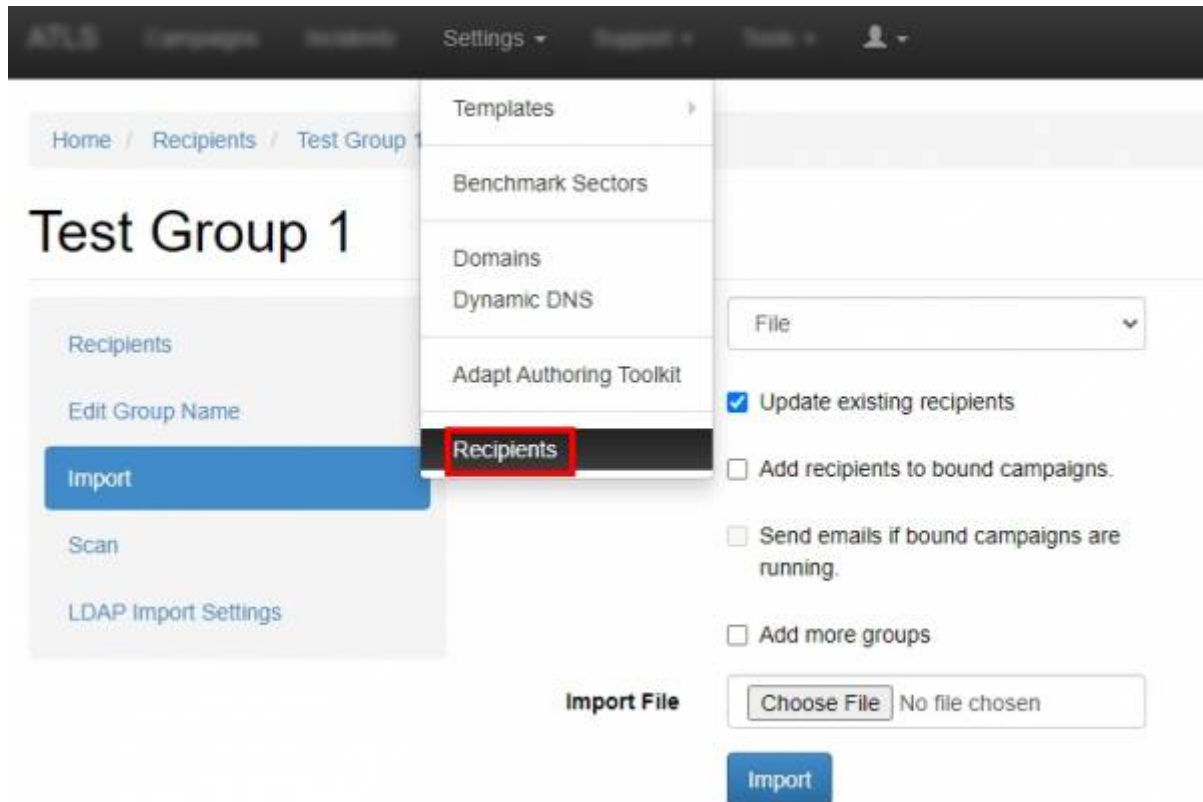 Settings
Templates
Home / Recipients / Test Group 1
Benchmark Sectors
Test Group 1
Domains
Dynamic DNS
File
Recipients
Adapt Authoring Toolkit
Update existing recipients
Edit Group Name
Recipients
Add recipients to bound campaigns.
Import
Send emails if bound campaigns are
running.
Scan
LDAP Import Settings
Add more groups
Import File
Choose File No file chosen
Import